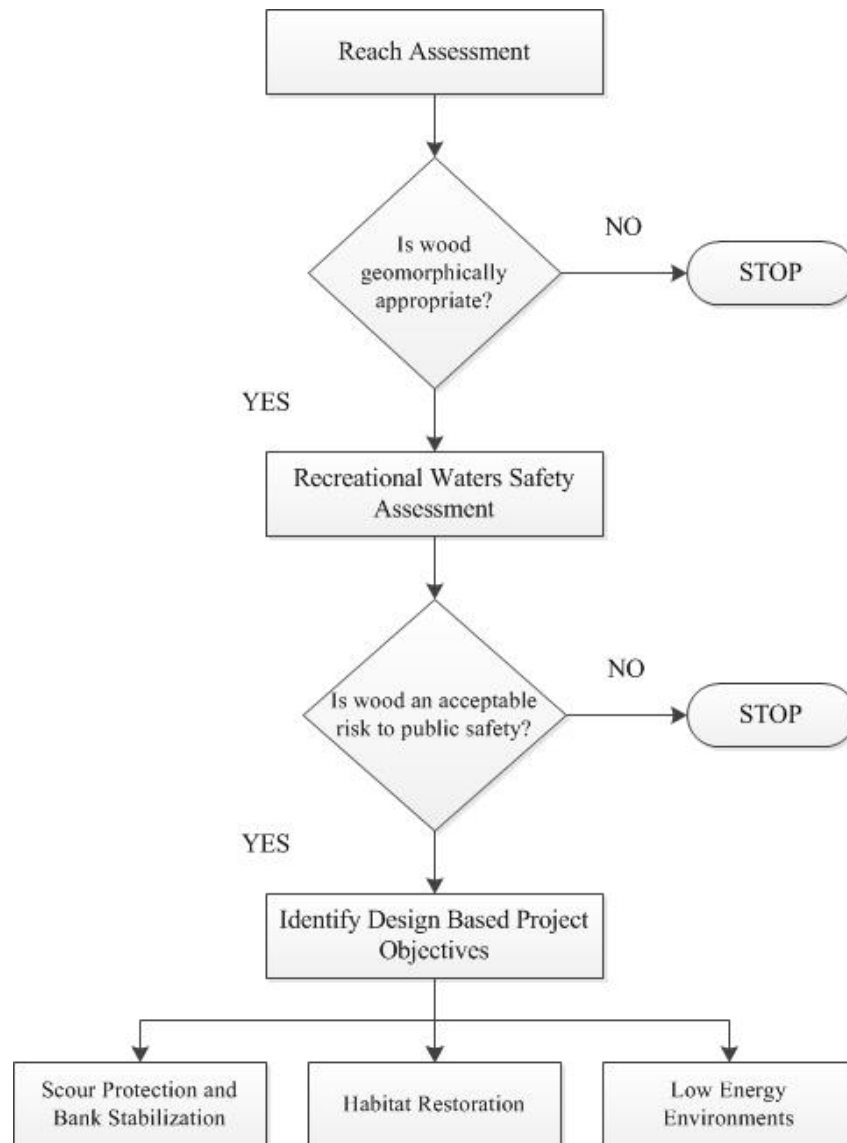 Reach Assessment
Is wood
geomorphically
appropriate?
NO
STOP
YES
Recreational Waters Safety
Assessment
Is wood an acceptable
risk to public safety?
NO
STOP
YES
Identify Design Based Project
Objectives
Scour Protection and
Bank Stabilization
Habitat Restoration
Low Energy
Environments